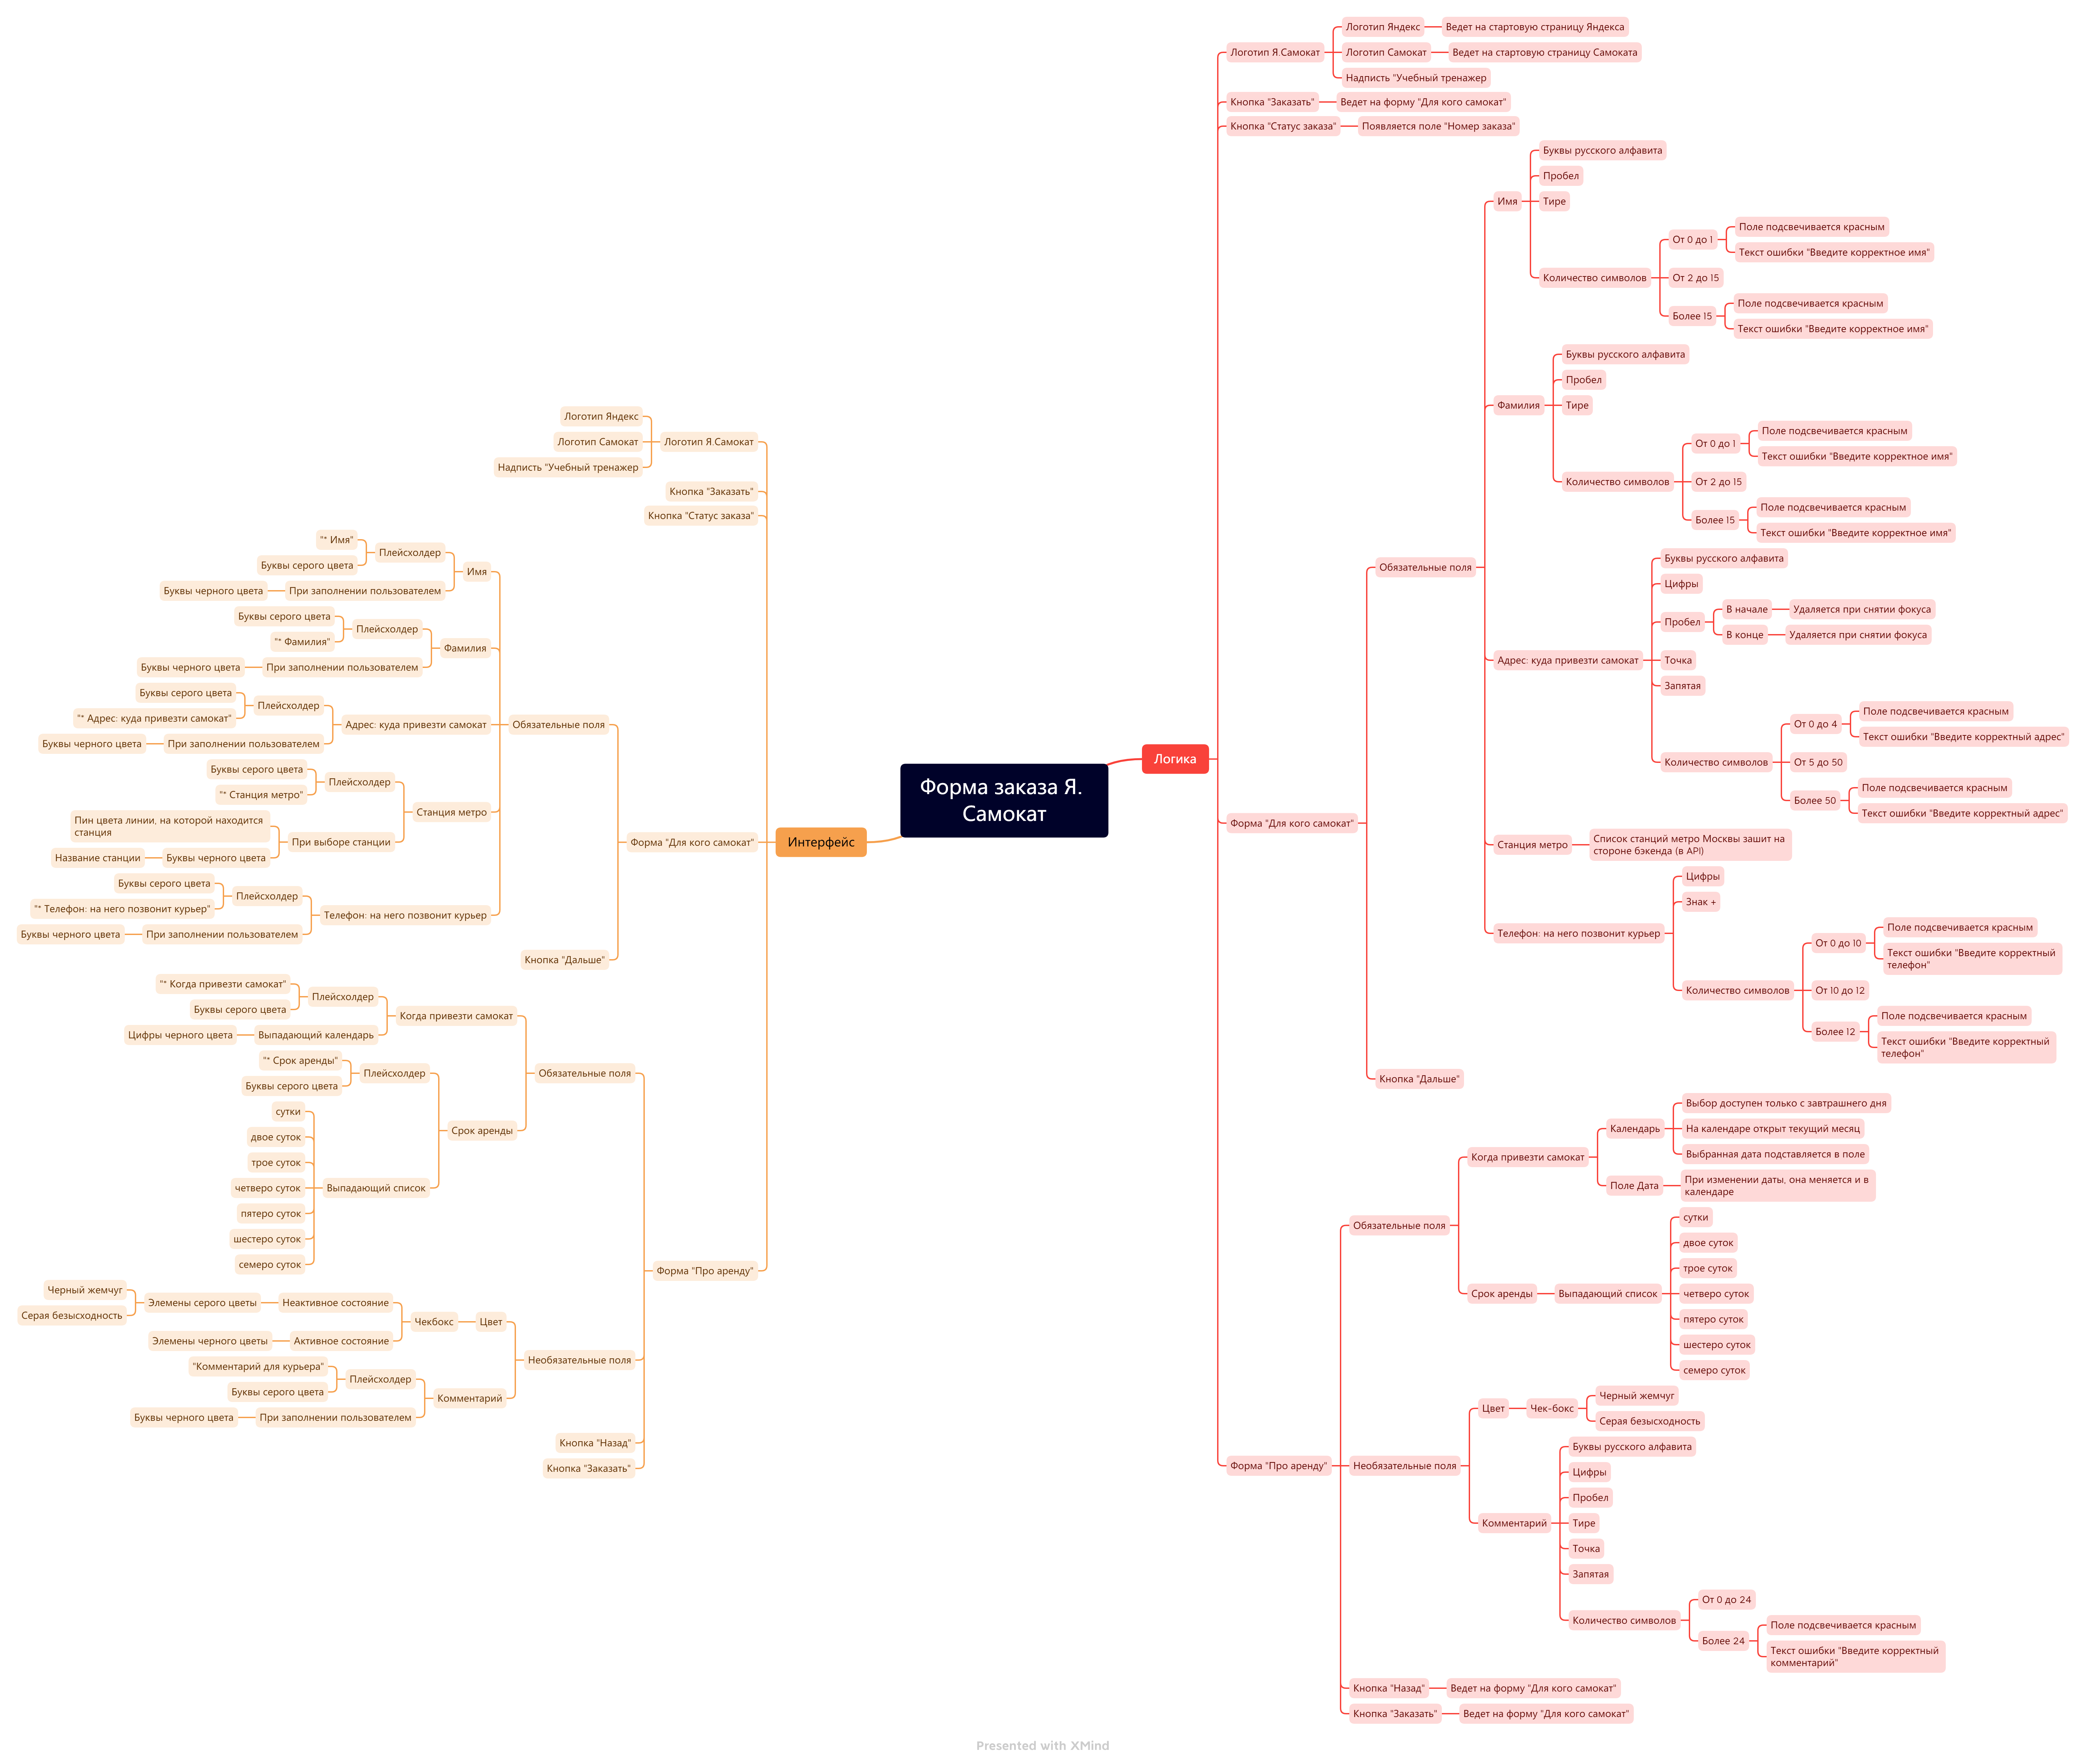 Форма заказа Я.
Самокат
Логика
Логотип Я.Самокат
Логотип Яндекс
Ведет на стартовую страницу Яндекса
Логотип Самокат
Ведет на стартовую страницу Самоката
Надпись "Учебный тренажер
Кнопка "Заказать"
Ведет на форму "Для кого самокат"
Кнопка "Статус заказа"
Появляется поле "Номер заказа"
Форма "Для кого самокат"
Обязательные поля
Имя
Буквы русского алфавита
Пробел
Тире
Количество символов
От 0 до 1
Поле подсвечивается красным
Текст ошибки "Введите корректное имя"
От 2 до 15
Более 15
Поле подсвечивается красным
Текст ошибки "Введите корректное имя"
Фамилия
Буквы русского алфавита
Пробел
Тире
Количество символов
От 0 до 1
Поле подсвечивается красным
Текст ошибки "Введите корректное имя"
От 2 до 15
Более 15
Поле подсвечивается красным
Текст ошибки "Введите корректное имя"
Адрес: куда привезти самокат
Буквы русского алфавита
Цифры
Пробел
В начале
Удаляется при снятии фокуса
В конце
Удаляется при снятии фокуса
Точка
Запятая
Количество символов
От 0 до 4
Поле подсвечивается красным
Текст ошибки "Введите корректный адрес"
От 5 до 50
Более 50
Поле подсвечивается красным
Текст ошибки "Введите корректный адрес"
Станция метро
Список станций метро Москвы зашит на
стороне бэкенда (в API)
Телефон: на него позвонит курьер
Цифры
Знак +
Количество символов
От 0 до 10
Поле подсвечивается красным
Текст ошибки "Введите корректный
телефон"
От 10 до 12
Более 12
Поле подсвечивается красным
Текст ошибки "Введите корректный
телефон"
Кнопка "Дальше"
Форма "Про аренду"
Обязательные поля
Когда привезти самокат
Календарь
Выбор доступен только с завтрашнего дня
На календаре открыт текущий месяц
Выбранная дата подставляется в поле
Поле Дата
При изменении даты, она меняется и в
календаре
Срок аренды
Выпадающий список
сутки
двое суток
трое суток
четверо суток
пятеро суток
шестеро суток
семеро суток
Необязательные поля
Цвет
Чек-бокс
Черный жемчуг
Серая безысходность
Комментарий
Буквы русского алфавита
Цифры
Пробел
Тире
Точка
Запятая
Количество символов
От 0 до 24
Более 24
Поле подсвечивается красным
Текст ошибки "Введите корректный
комментарий"
Кнопка "Назад"
Ведет на форму "Для кого самокат"
Кнопка "Заказать"
Ведет на форму "Для кого самокат"
Интерфейс
Логотип Я.Самокат
Логотип Яндекс
Логотип Самокат
Надпись "Учебный тренажер
Кнопка "Заказать"
Кнопка "Статус заказа"
Форма "Для кого самокат"
Обязательные поля
Имя
Плейсхолдер
"* Имя"
Буквы серого цвета
При заполнении пользователем
Буквы черного цвета
Фамилия
Плейсхолдер
Буквы серого цвета
"* Фамилия"
При заполнении пользователем
Буквы черного цвета
Адрес: куда привезти самокат
Плейсхолдер
Буквы серого цвета
"* Адрес: куда привезти самокат"
При заполнении пользователем
Буквы черного цвета
Станция метро
Плейсхолдер
Буквы серого цвета
"* Станция метро"
При выборе станции
Пин цвета линии, на которой находится
станция
Буквы черного цвета
Название станции
Телефон: на него позвонит курьер
Плейсхолдер
Буквы серого цвета
"* Телефон: на него позвонит курьер"
При заполнении пользователем
Буквы черного цвета
Кнопка "Дальше"
Форма "Про аренду"
Обязательные поля
Когда привезти самокат
Плейсхолдер
"* Когда привезти самокат"
Буквы серого цвета
Выпадающий календарь
Цифры черного цвета
Срок аренды
Плейсхолдер
"* Срок аренды"
Буквы серого цвета
Выпадающий список
сутки
двое суток
трое суток
четверо суток
пятеро суток
шестеро суток
семеро суток
Необязательные поля
Цвет
Чекбокс
Неактивное состояние
Элемены серого цветы
Черный жемчуг
Серая безысходность
Активное состояние
Элемены черного цветы
Комментарий
Плейсхолдер
"Комментарий для курьера"
Буквы серого цвета
При заполнении пользователем
Буквы черного цвета
Кнопка "Назад"
Кнопка "Заказать"
Presented with XMind